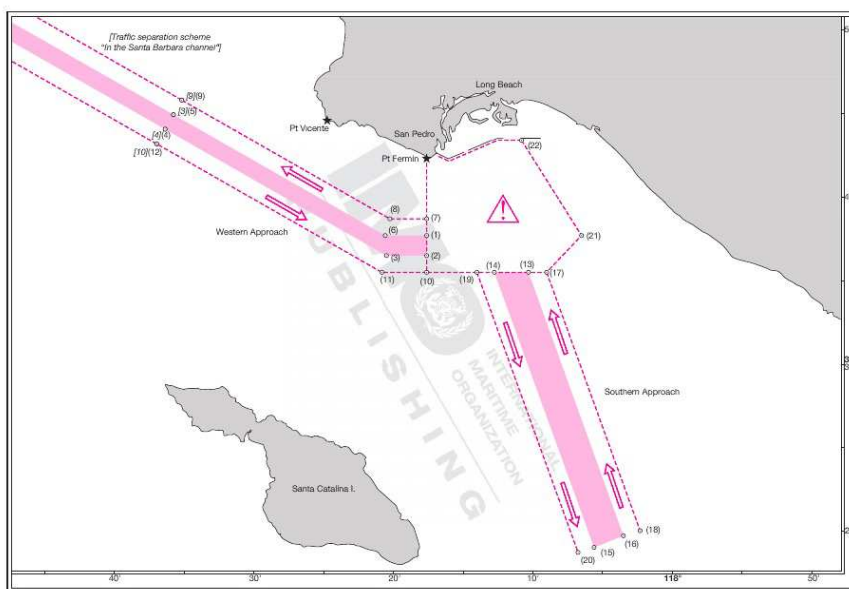 [Traffic separation scheme
"In the Santa Barbara channel"]
Long Beach
[9](9)
[3](5)
Pt Vicente
San Pedro
[4](4)
(22)
[10](12)
Pt Fermin
(8)
(7)
(6)
(1)
(21)
Western Approach
(3)
(2)
(11)
(10)
(19)
(14)
(13)
(17)
IMO
PUBLISHING
INTERNATIONAL
MARITIME
ORGANIZATION
Southern Approach
Santa Catalina I.
(18)
(16)
(15)
(20)
40'
30'
20'
10'
118°
50'